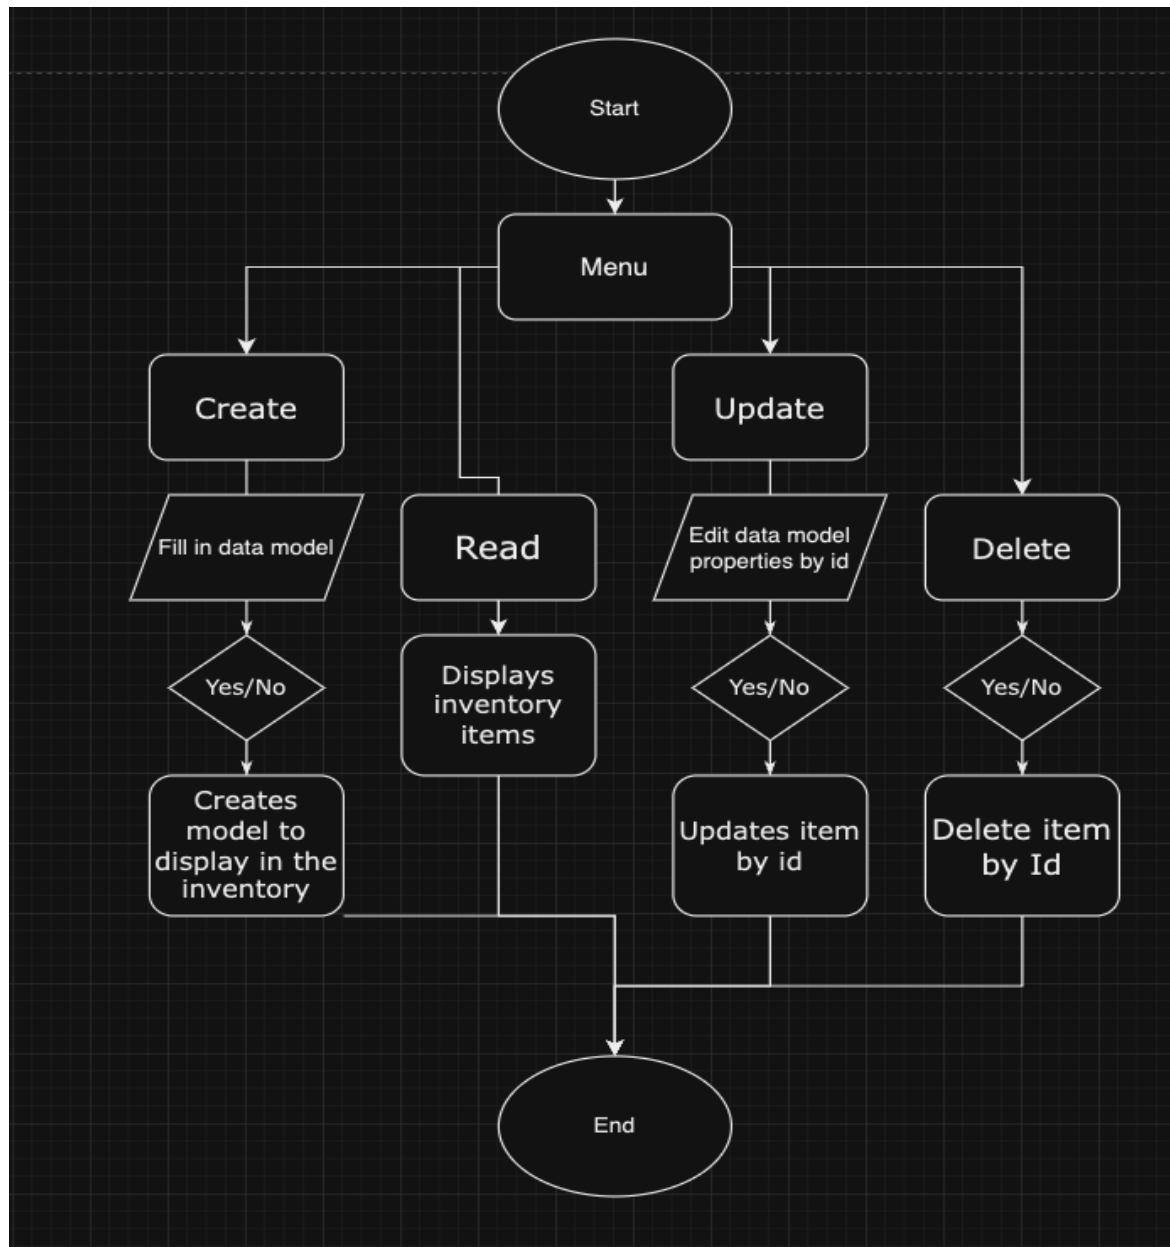 Start
Menu
Create
Update
Fill in data model
Read
Edit data model
properties by id
Delete
Yes/No
Displays
inventory
items
Yes/No
Yes/No
Creates
model to
display in the
inventory
Updates item
by id
Delete item
by Id
End